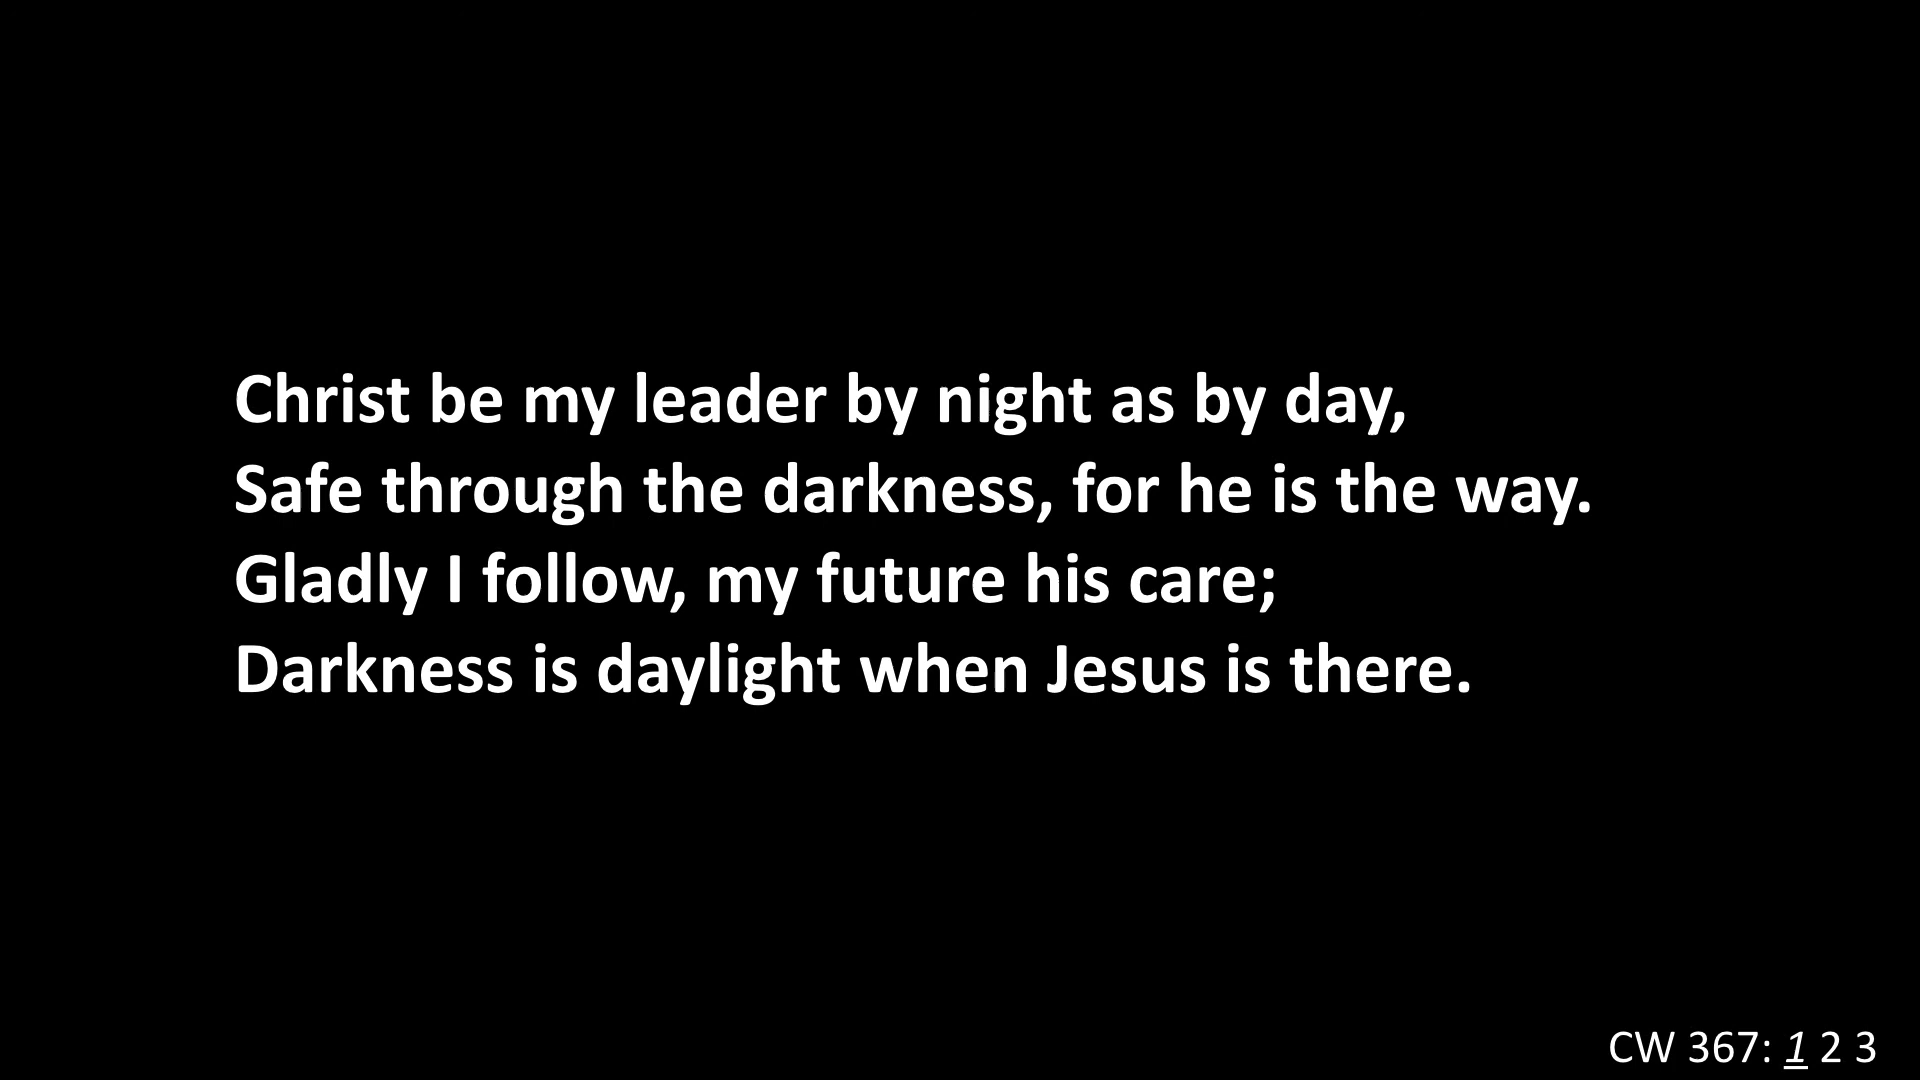 Christ be my leader by night as by day,
Safe through the darkness, for he is the way.
Gladly I follow, my future his care;
Darkness is daylight when Jesus is there.
CW 367: 1 2 3